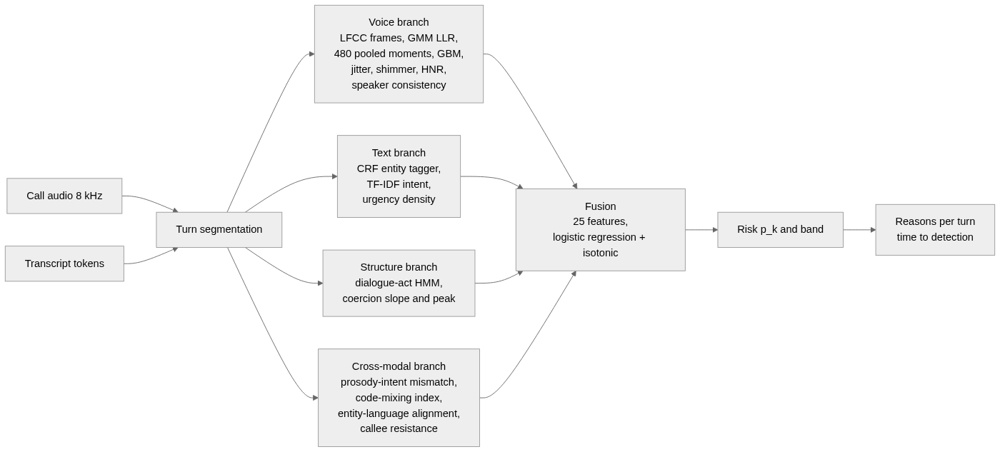 Call audio 8 kHz
Transcript tokens
Turn segmentation
Voice branch
LFCC frames, GMM LLR,
480 pooled moments, GBM,
jitter, shimmer, HNR,
speaker consistency
Text branch
CRF entity tagger,
TF-IDF intent,
urgency density
Structure branch
dialogue-act HMM,
coercion slope and peak
Cross-modal branch
prosody-intent mismatch,
code-mixing index,
entity-language alignment,
callee resistance
Fusion
25 features,
logistic regression +
isotonic
Risk p_k and band
Reasons per turn
time to detection